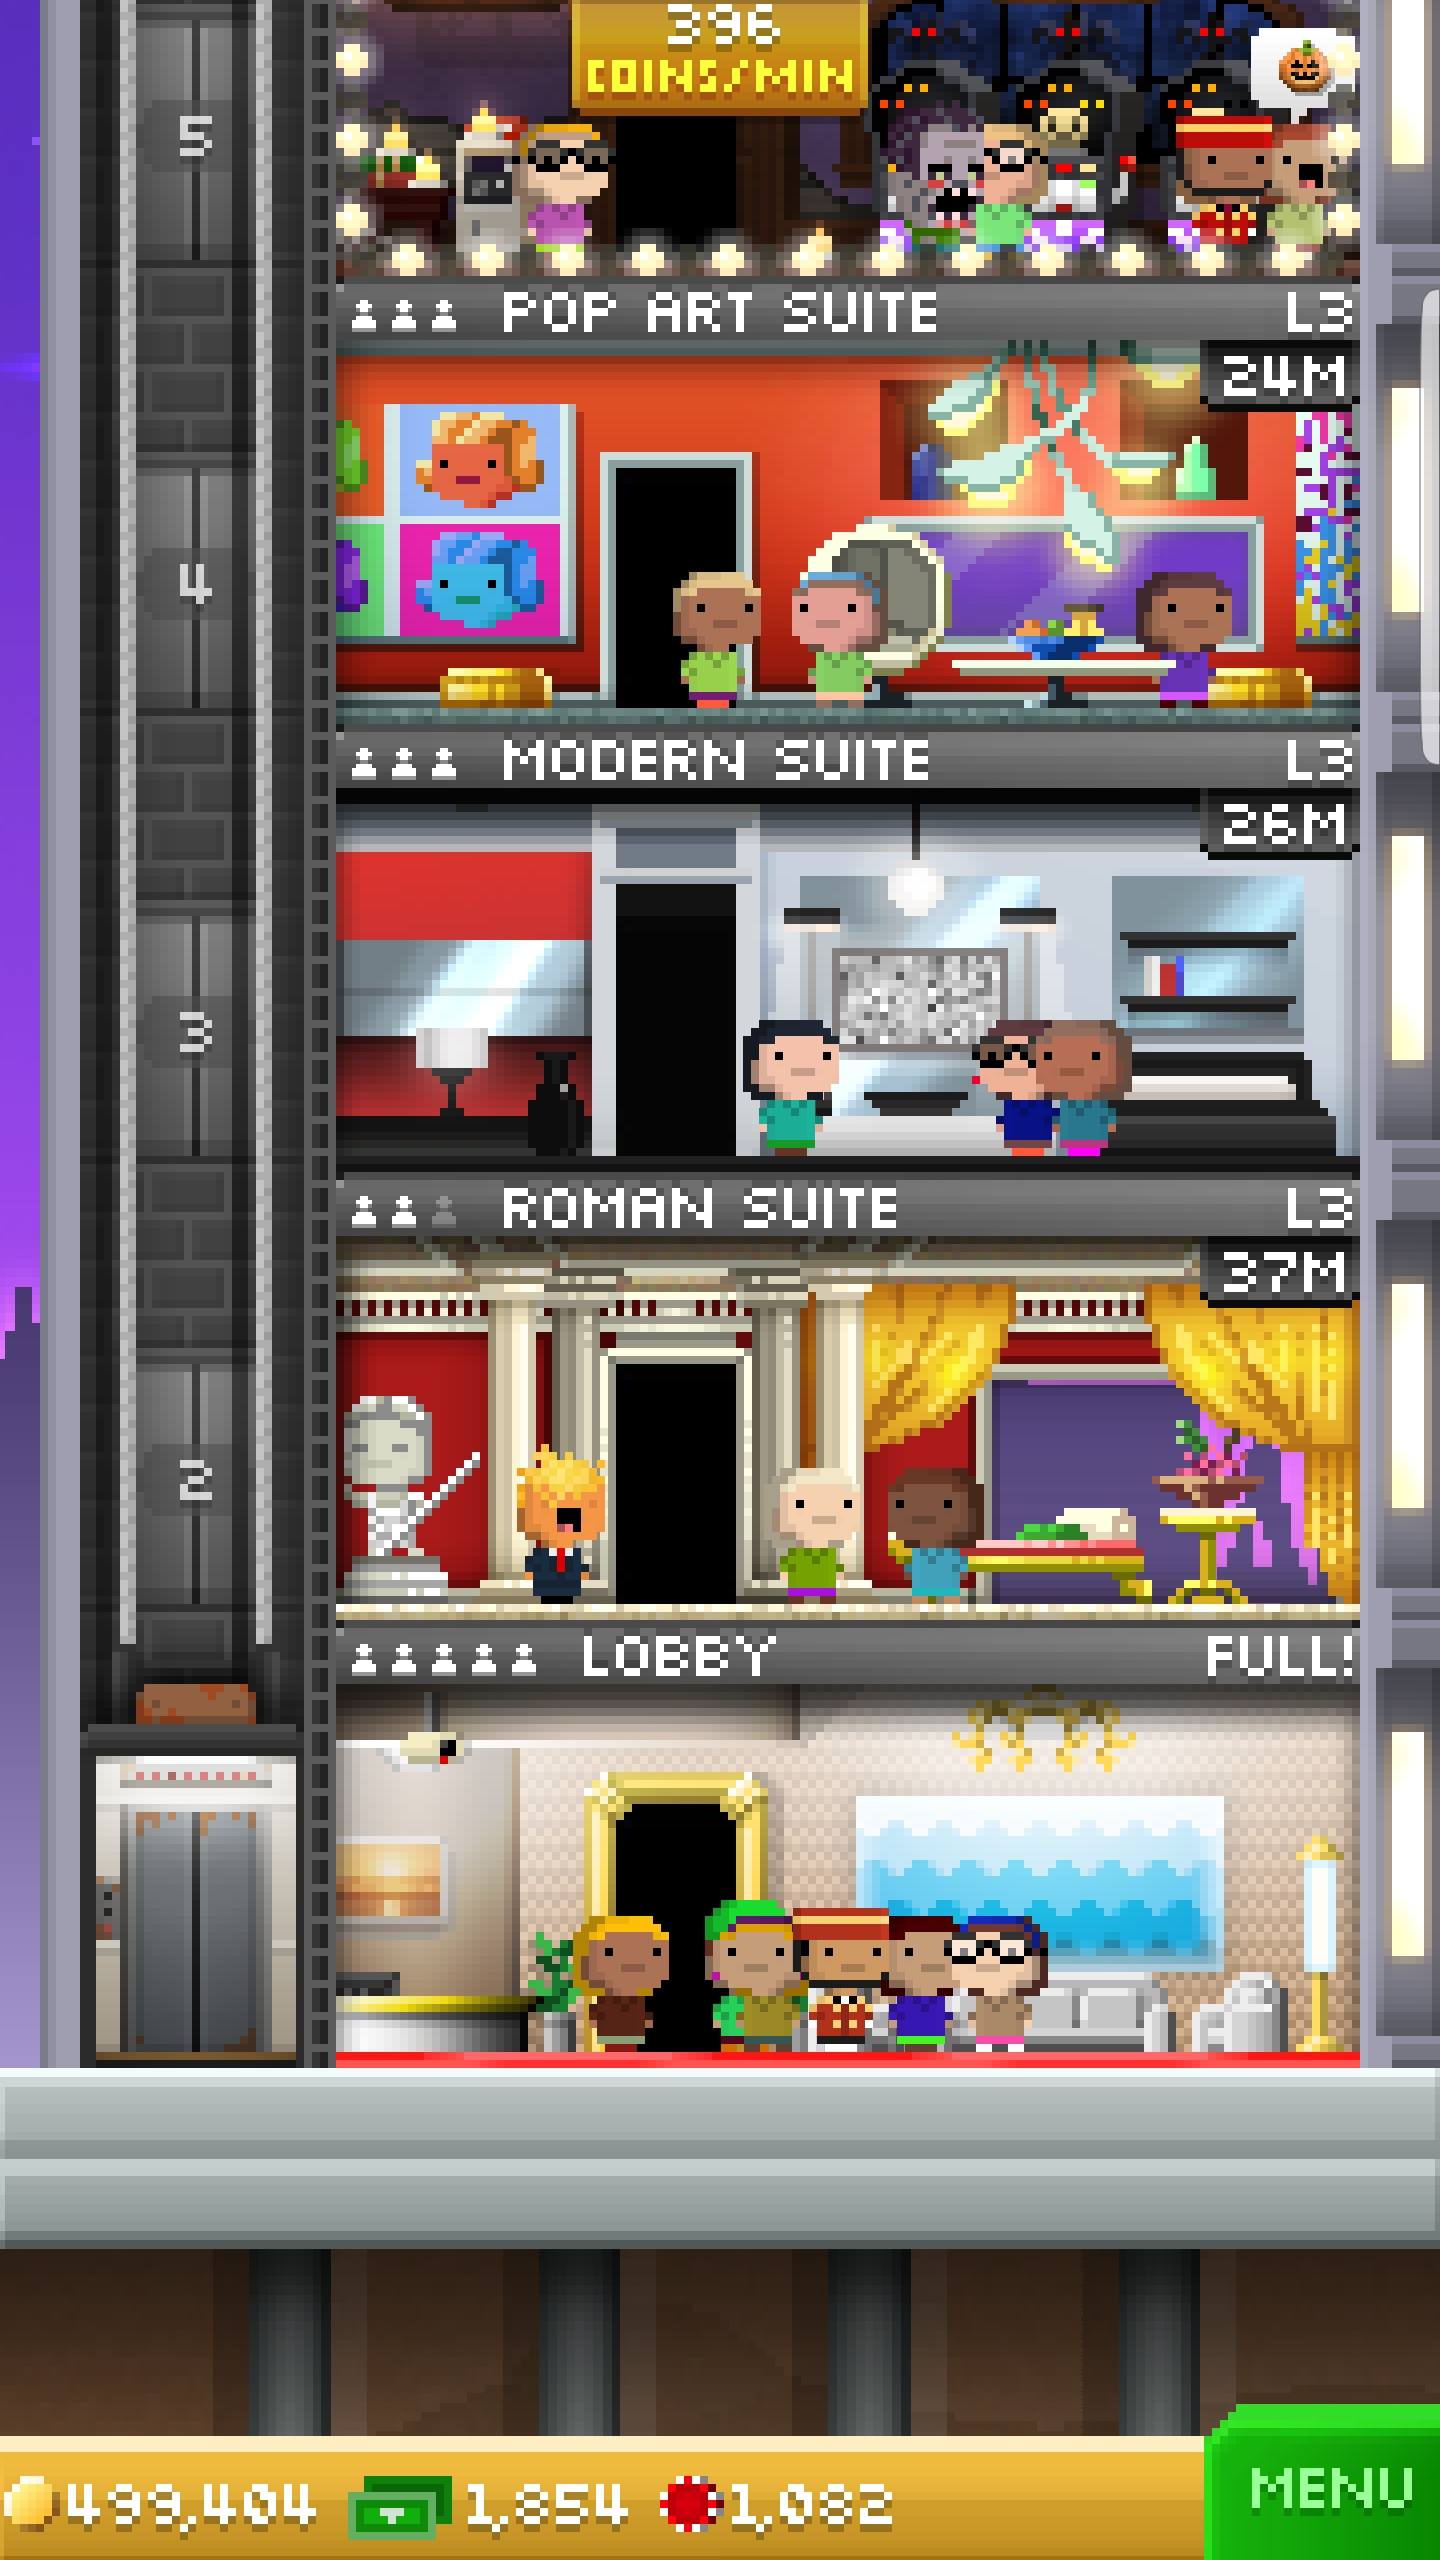 396
COINS/MIN
5
POP ART SUITE L3
24M
4
MODERN SUITE L3
26M
3
ROMAN SUITE L3
37M
2
LOBBY FULL!
499,404 1,854 1,082 MENU